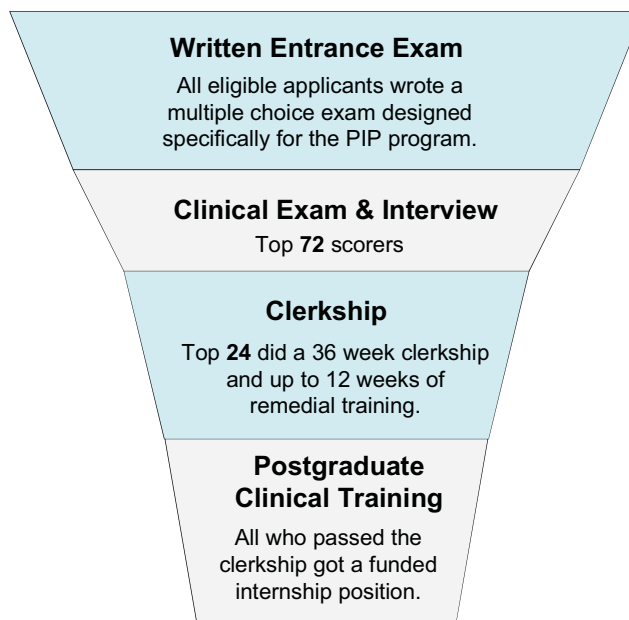 Written Entrance Exam
All eligible applicants wrote a
multiple choice exam designed
specifically for the PIP program.
Clinical Exam & Interview
Top 72 scorers
Clerkship
Top 24 did a 36 week clerkship
and up to 12 weeks of
remedial training.
Postgraduate
Clinical Training
All who passed the
clerkship got a funded
internship position.